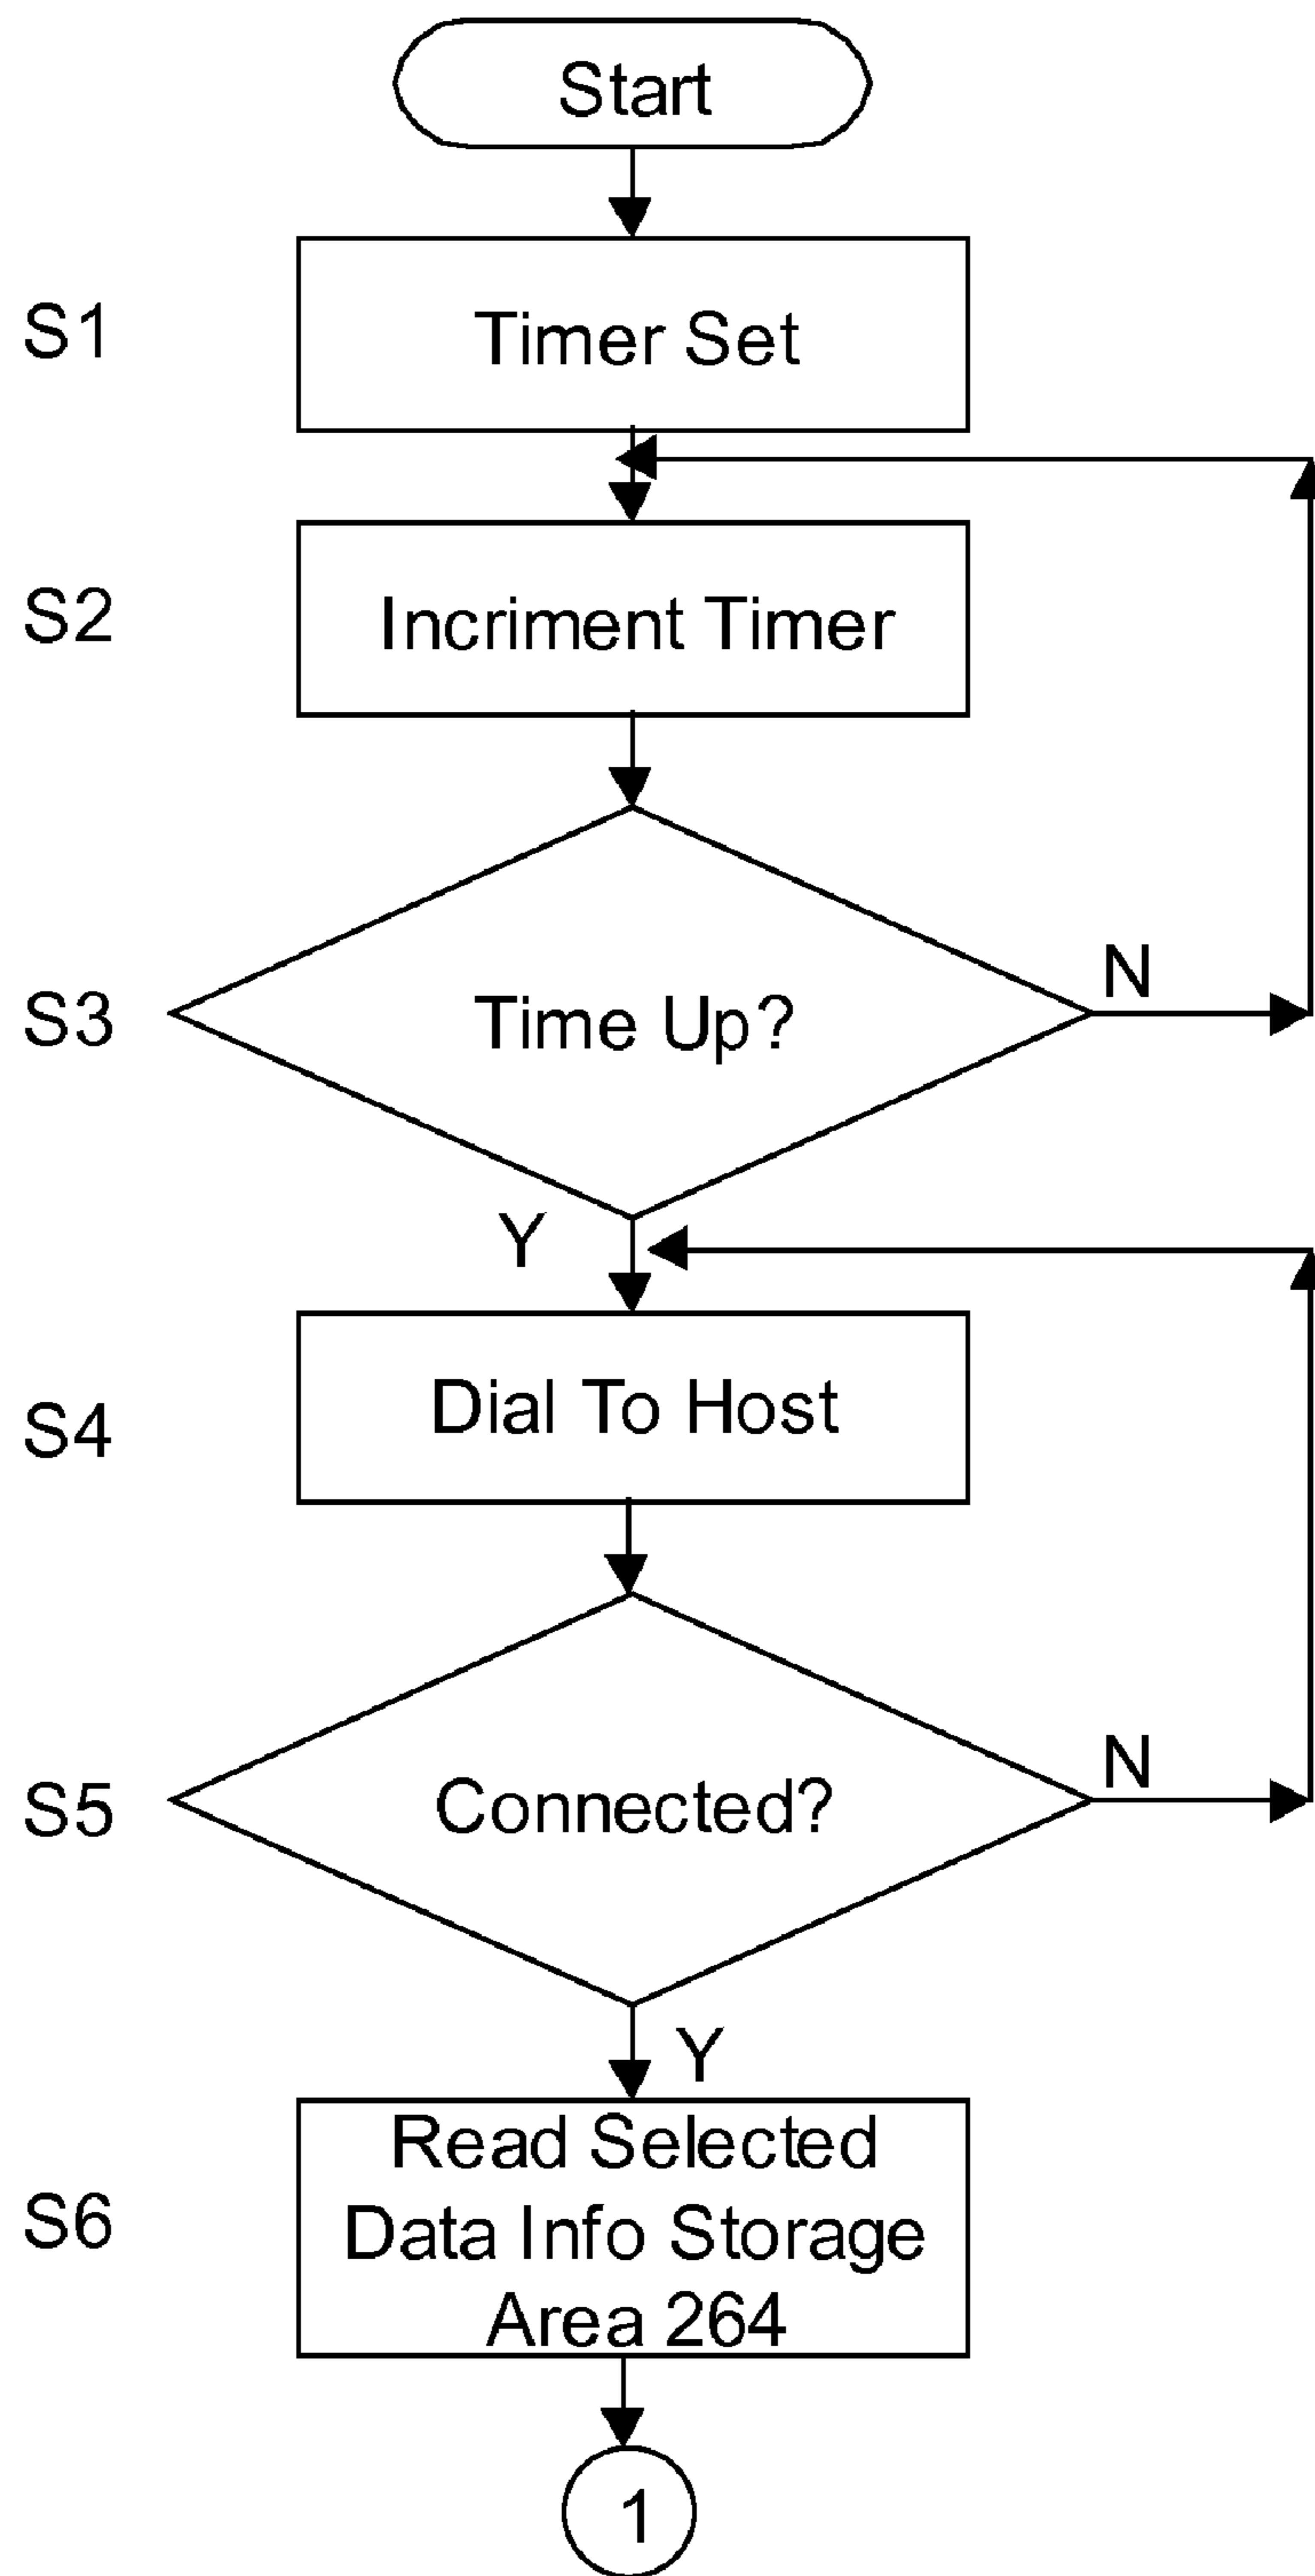 Start
S1
Timer Set
S2
Incriment Timer
S3
Time Up?
N
Y
S4
Dial To Host
S5
Connected?
N
Y
S6
Read Selected
Data Info Storage
Area 264
1